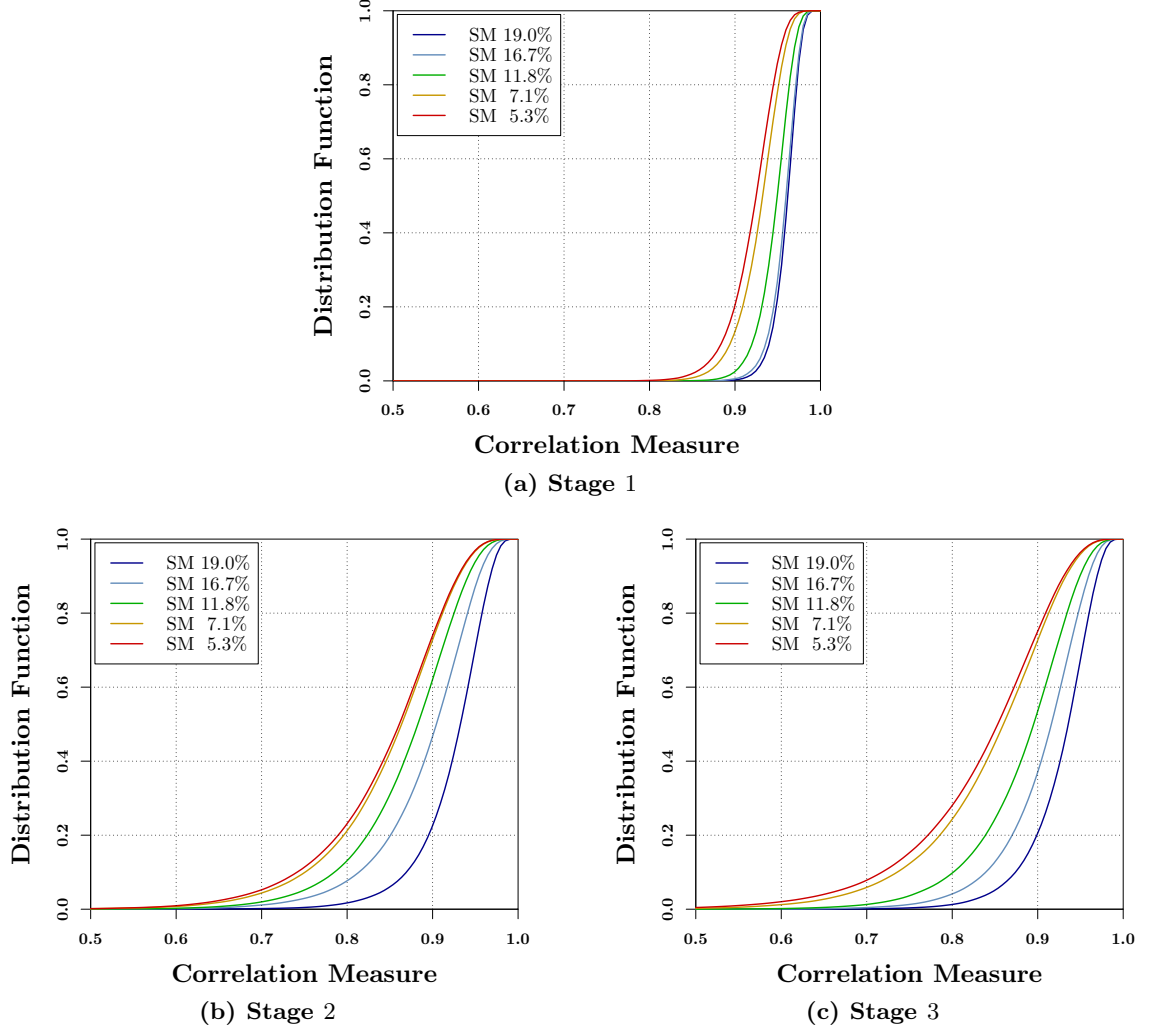 Distribution Function
1.0
0.8
0.6
0.4
0.2
0.0
SM 19.0%
SM 16.7%
SM 11.8%
SM 7.1%
SM 5.3%
0.5 0.6 0.7 0.8 0.9 1.0
Correlation Measure
(a) Stage 1
Distribution Function
1.0
0.8
0.6
0.4
0.2
0.0
SM 19.0%
SM 16.7%
SM 11.8%
SM 7.1%
SM 5.3%
0.5 0.6 0.7 0.8 0.9 1.0
Correlation Measure
(b) Stage 2
Distribution Function
1.0
0.8
0.6
0.4
0.2
0.0
SM 19.0%
SM 16.7%
SM 11.8%
SM 7.1%
SM 5.3%
0.5 0.6 0.7 0.8 0.9 1.0
Correlation Measure
(c) Stage 3